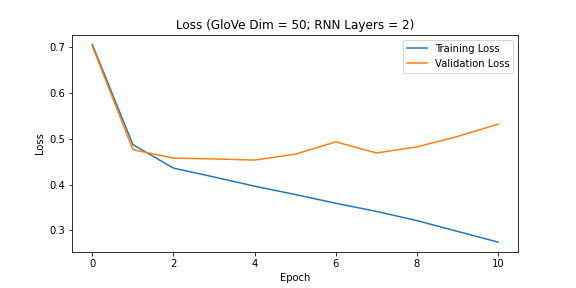 Loss (GloVe Dim = 50; RNN Layers = 2)
Training Loss
Validation Loss
0.7
0.6
0.5
0.4
0.3
Loss
0
2
4
6
8
10
Epoch